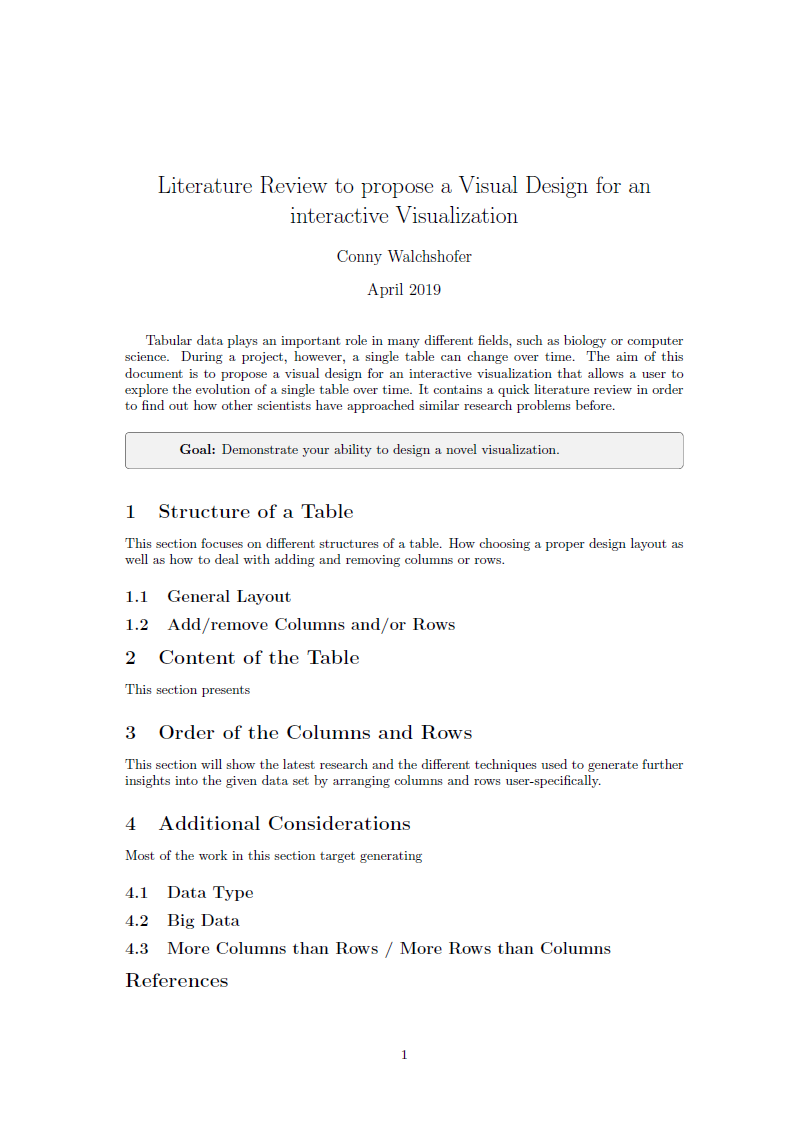 Literature Review to propose a Visual Design for an
interactive Visualization
Conny Walchshofer
April 2019
Tabular data plays an important role in many different fields, such as biology or computer
science. During a project, however, a single table can change over time. The aim of this
document is to propose a visual design for an interactive visualization that allows a user to
explore the evolution of a single table over time. It contains a quick literature review in order
to find out how other scientists have approached similar research problems before.
Goal: Demonstrate your ability to design a novel visualization.
1 Structure of a Table
This section focuses on different structures of a table. How choosing a proper design layout as
well as how to deal with adding and removing columns or rows.
1.1 General Layout
1.2 Add/remove Columns and/or Rows
2 Content of the Table
This section presents
3 Order of the Columns and Rows
This section will show the latest research and the different techniques used to generate further
insights into the given data set by arranging columns and rows user-specifically.
4 Additional Considerations
Most of the work in this section target generating
4.1 Data Type
4.2 Big Data
4.3 More Columns than Rows / More Rows than Columns
References
1